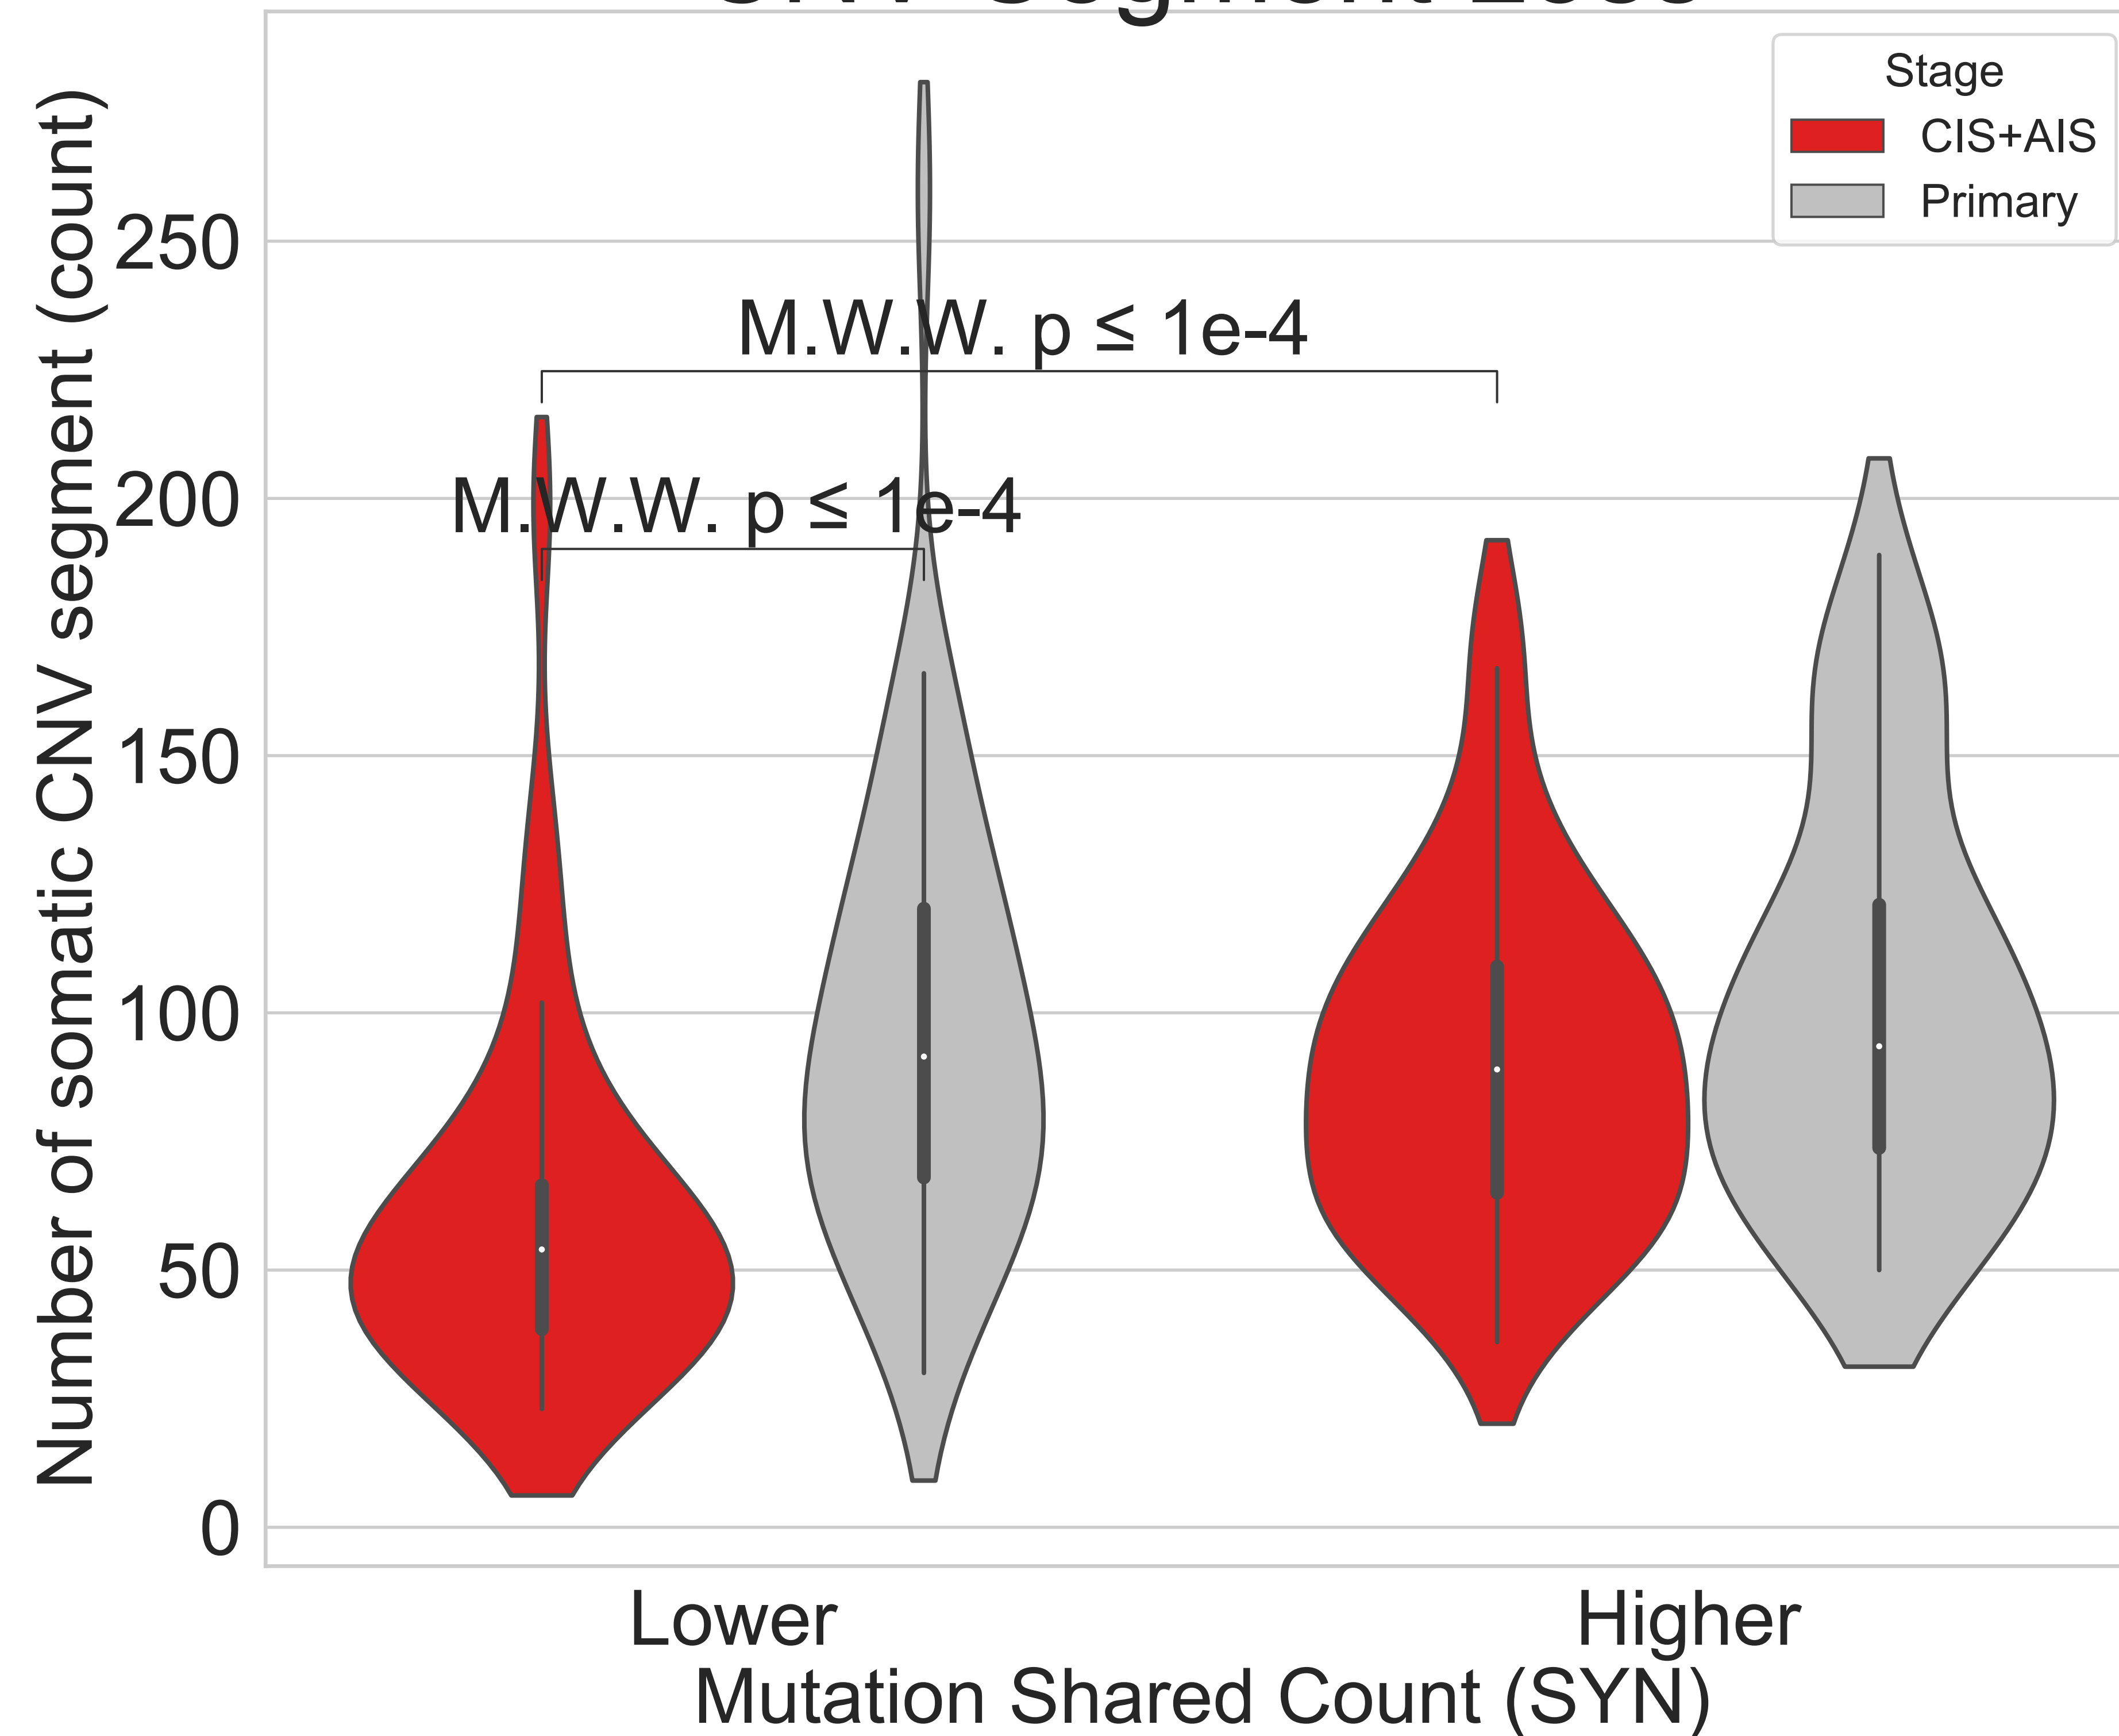 Stage
CIS+AIS
Primary
Number of somatic CNV segment (count)
250
200
150
100
50
0
M.W.W. p ≤ 1e-4
M.W.W. p ≤ 1e-4
Lower
Higher
Mutation Shared Count (SYN)